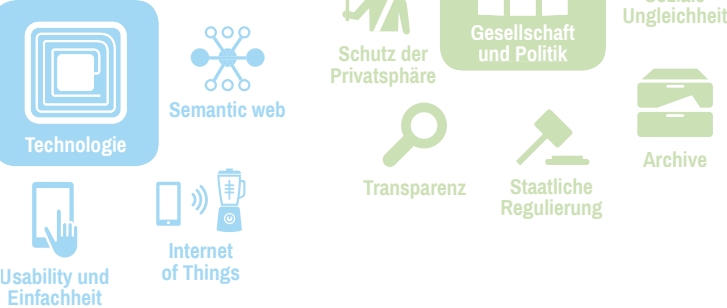 Ungleichheit
Gesellschaft
und Politik
Schutz der
Privatsphäre
Semantic web
Technologie
Archive
Transparenz
Staatliche
Regulierung
Internet
of Things
Usability und
Einfachheit